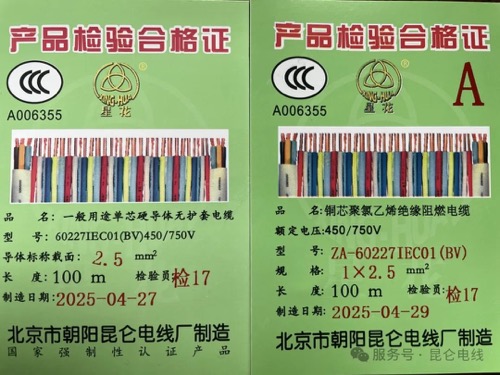 产品检验合格证
A006355
XING-HUA
®
星花
品 名:一般用途单芯硬导体无护套电缆
型 号:60227IEC01(BV)450/750V
导体标称截面:2.5 mm²
长 度:100 m 检验员:检17
制造日期:2025-04-27
北京市朝阳昆仑电线厂制造
国家强制性认证产品
产品检验合格证
A006355
XING-HUA
®
星花
A
品 名:铜芯聚氯乙烯绝缘阻燃电缆
额定电压:450/750V
型 号:ZA-60227IEC01(BV)
规 格:1×2.5 mm²
长 度:100 m 检验员:检17
制造日期:2025-04-29
北京市朝阳昆仑电线厂制造
服务号·昆仑电线